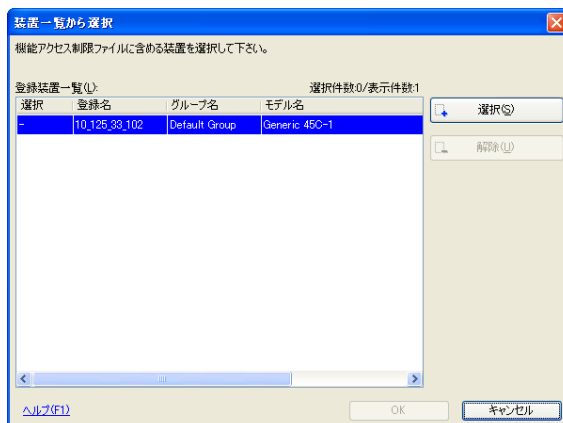 装置一覧から選択
機能アクセス制限ファイルに含める装置を選択して下さい。
登録装置一覧(L): 選択件数:0/表示件数:1
選択 登録名 グループ名 モデル名
- 10_125_33_102 Default Group Generic 45C-1
選択(S)
解除(U)
ヘルプ(F1) OK キャンセル